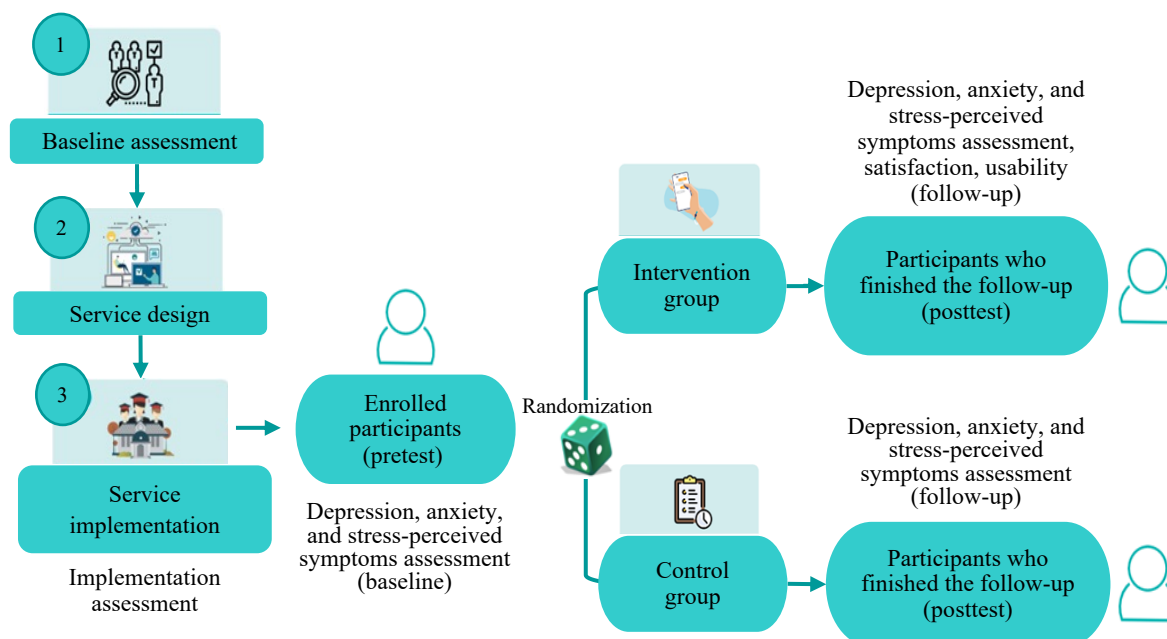 1
Baseline assessment
2
Service design
3
Service
implementation
Implementation
assessment
Enrolled
participants
(pretest)
Depression, anxiety,
and stress-perceived
symptoms assessment
(baseline)
Randomization
Intervention
group
Depression, anxiety, and
stress-perceived
symptoms assessment,
satisfaction, usability
(follow-up)
Participants who
finished the follow-up
(posttest)
Control
group
Depression, anxiety, and
stress-perceived
symptoms assessment
(follow-up)
Participants who
finished the follow-up
(posttest)